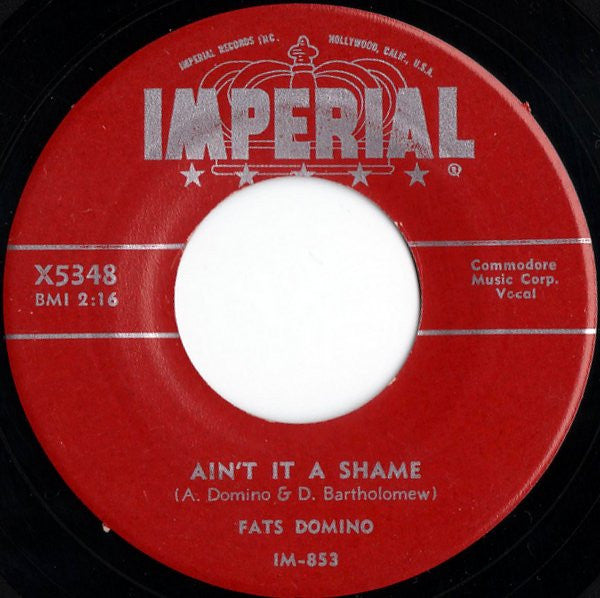 IMPERIAL RECORDS INC. HOLLYWOOD, CALIF., U.S.A.
IMPERIAL
®
X5348
BMI 2:16
Commodore
Music Corp.
Vocal
AIN'T IT A SHAME
(A. Domino & D. Bartholomew)
FATS DOMINO
IM-853